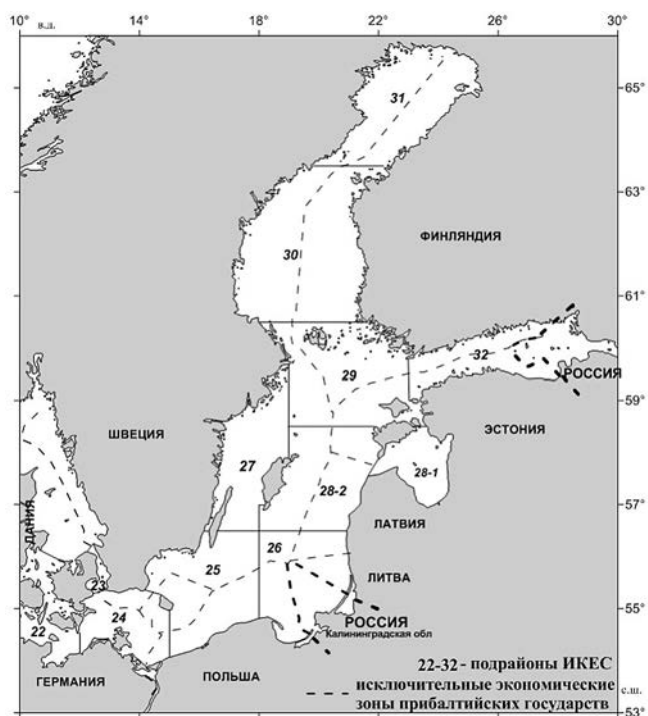 10° в.д. 14° 18° 22° 26° 30°
31
65°
63°
ФИНЛЯНДИЯ
30
61°
32
29
РОССИЯ
59°
ШВЕЦИЯ
ЭСТОНИЯ
27
28-1
28-2
57°
ДАНИЯ
ЛАТВИЯ
26
25
ЛИТВА
23
24
55°
22
РОССИЯ
Калининградская обл
22-32 - подрайоны ИКЕС
ГЕРМАНИЯ
ПОЛЬША
исключительные экономические
зоны прибалтийских государств
с.ш.
53°